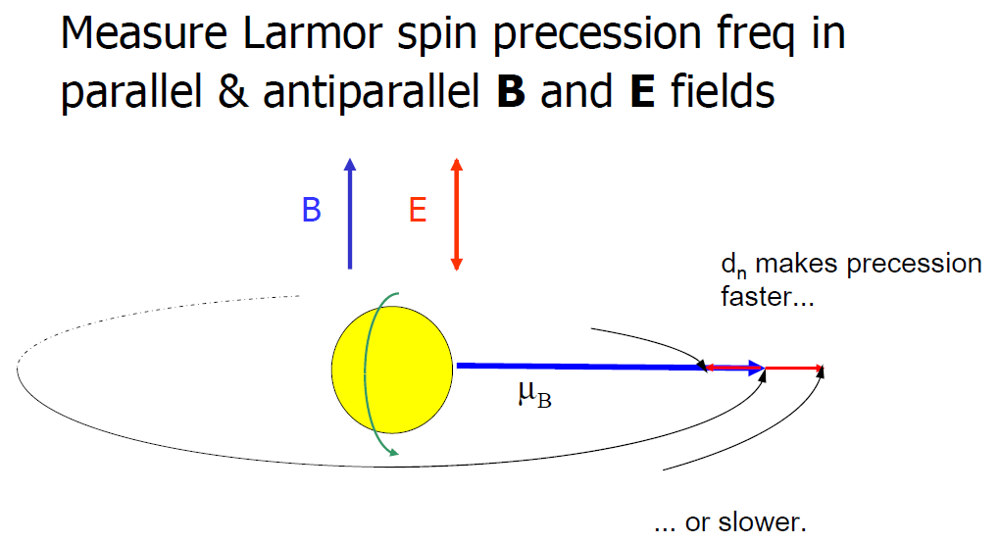 Measure Larmor spin precession freq in
parallel & antiparallel B and E fields
B
E
dn makes precession
faster...
μB
... or slower.